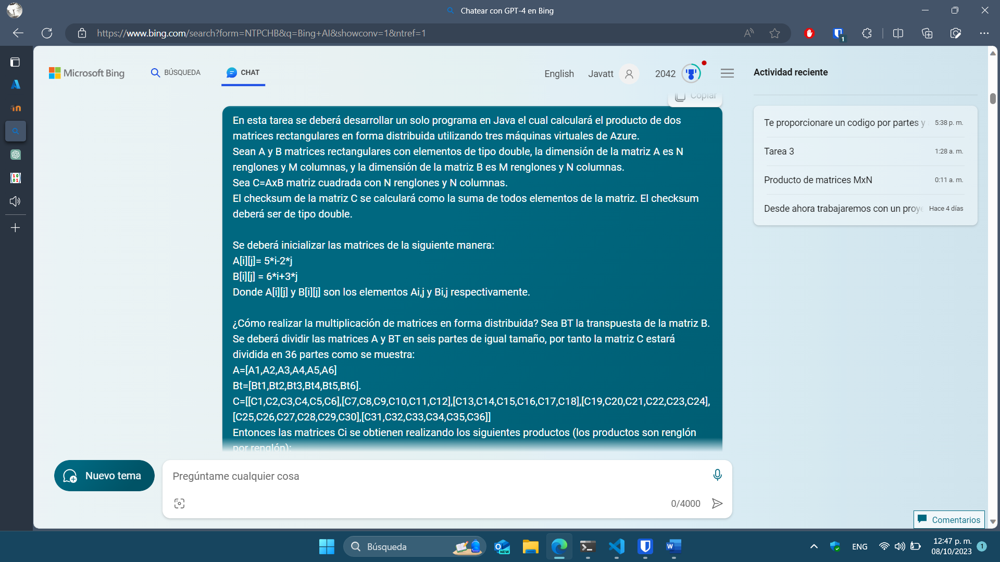 Chatear con GPT-4 en Bing
https://www.bing.com/search?form=NTPCHB&q=Bing+AI&showconv=1&ntref=1
1
Microsoft Bing
BÚSQUEDA
CHAT
English
Javatt
2042
Actividad reciente
Copiar
En esta tarea se deberá desarrollar un solo programa en Java el cual calculará el producto de dos
matrices rectangulares en forma distribuida utilizando tres máquinas virtuales de Azure.
Sean A y B matrices rectangulares con elementos de tipo double, la dimensión de la matriz A es N
renglones y M columnas, y la dimensión de la matriz B es M renglones y N columnas.
Sea C=AxB matriz cuadrada con N renglones y N columnas.
El checksum de la matriz C se calculará como la suma de todos elementos de la matriz. El checksum
deberá ser de tipo double.
Se deberá inicializar las matrices de la siguiente manera:
A[i][j]= 5*i-2*j
B[i][j] = 6*i+3*j
Donde A[i][j] y B[i][j] son los elementos Ai,j y Bi,j respectivamente.
¿Cómo realizar la multiplicación de matrices en forma distribuida? Sea BT la transpuesta de la matriz B.
Se deberá dividir las matrices A y BT en seis partes de igual tamaño, por tanto la matriz C estará
dividida en 36 partes como se muestra:
A=[A1,A2,A3,A4,A5,A6]
Bt=[Bt1,Bt2,Bt3,Bt4,Bt5,Bt6].
C=[[C1,C2,C3,C4,C5,C6],[C7,C8,C9,C10,C11,C12],[C13,C14,C15,C16,C17,C18],[C19,C20,C21,C22,C23,C24],
[C25,C26,C27,C28,C29,C30],[C31,C32,C33,C34,C35,C36]]
Entonces las matrices Ci se obtienen realizando los siguientes productos (los productos son renglón
por renglón):
Te proporcionare un codigo por partes y 5:38 p. m.
Tarea 3 1:28 a. m.
Producto de matrices MxN 0:11 a. m.
Desde ahora trabajaremos con un proye Hace 4 días
Nuevo tema
Pregúntame cualquier cosa
0/4000
Comentarios
Búsqueda
NEW
ENG
12:47 p. m.
08/10/2023
1